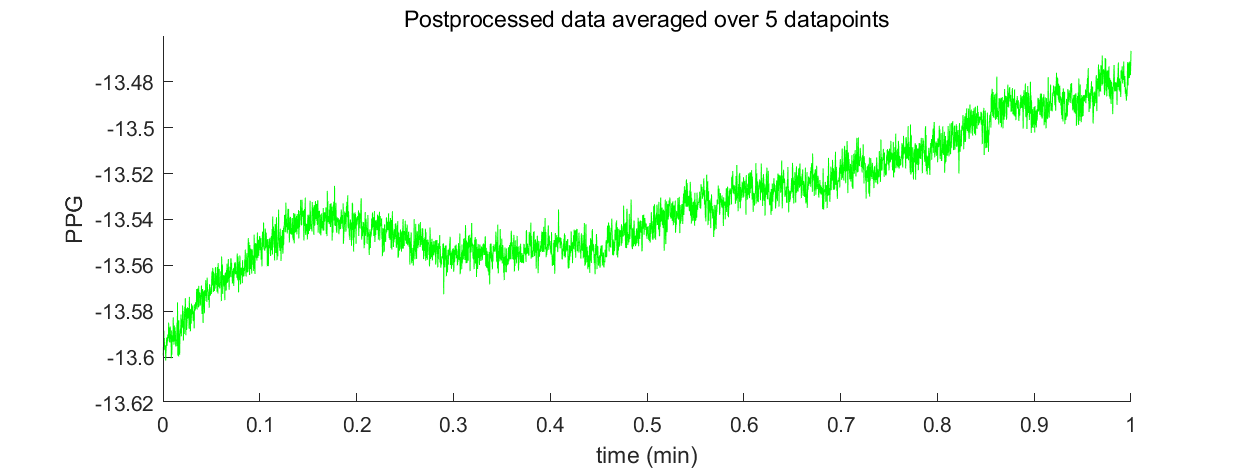 Postprocessed data averaged over 5 datapoints
-13.48
-13.5
-13.52
-13.54
-13.56
-13.58
-13.6
-13.62
PPG
0 0.1 0.2 0.3 0.4 0.5 0.6 0.7 0.8 0.9 1
time (min)